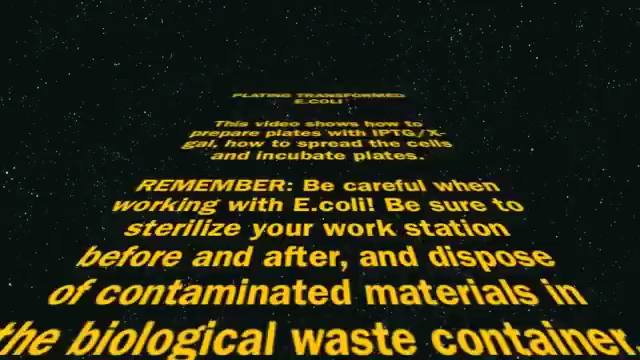 PLATING TRANSFORMED
E.COLI
This video shows how to
prepare plates with IPTG/X-
gal, how to spread the cells
and incubate plates.
REMEMBER: Be careful when
working with E.coli! Be sure to
sterilize your work station
before and after, and dispose
of contaminated materials in
the biological waste container.